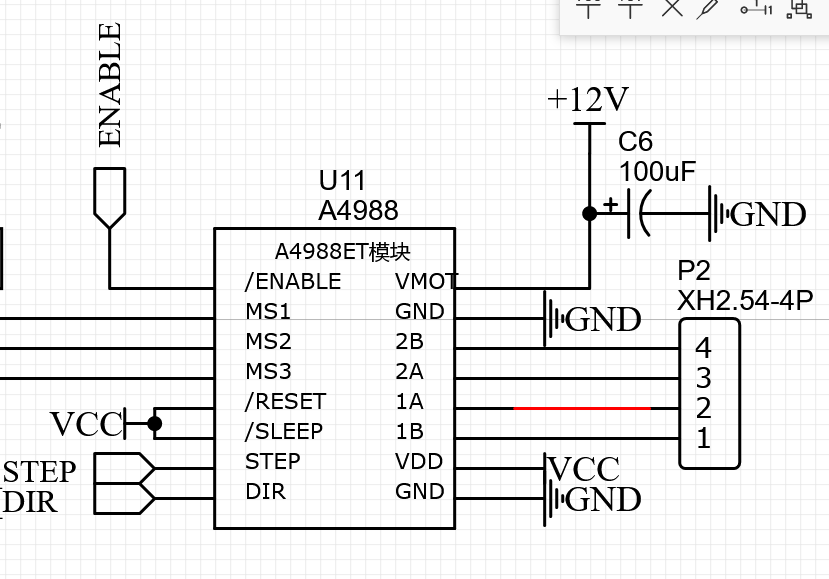 ENABLE
+12V
C6
100uF
+
GND
U11
A4988
A4988ET模块
P2
XH2.54-4P
/ENABLE VMOT
MS1 GND GND
MS2 2B 4
MS3 2A 3
/RESET 1A 2
VCC
/SLEEP 1B 1
STEP STEP VDD VCC
DIR DIR GND GND